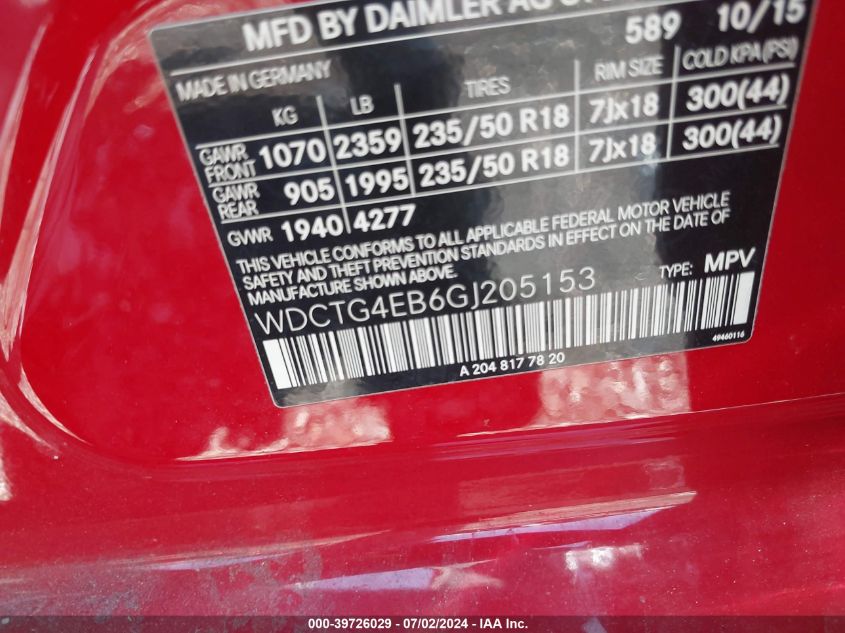 MFD BY DAIMLER AG
589 10/15
MADE IN GERMANY
KG LB TIRES RIM SIZE COLD KPA(PSI)
GAWR FRONT 1070 2359 235/50 R18 7Jx18 300(44)
GAWR REAR 905 1995 235/50 R18 7Jx18 300(44)
GVWR 1940 4277
THIS VEHICLE CONFORMS TO ALL APPLICABLE FEDERAL MOTOR VEHICLE
SAFETY AND THEFT PREVENTION STANDARDS IN EFFECT ON THE DATE OF
MANUFACTURE SHOWN ABOVE.
WDCTG4EB6GJ205153 TYPE: MPV
49460116
A 204 817 78 20
000-39726029 - 07/02/2024 - IAA Inc.